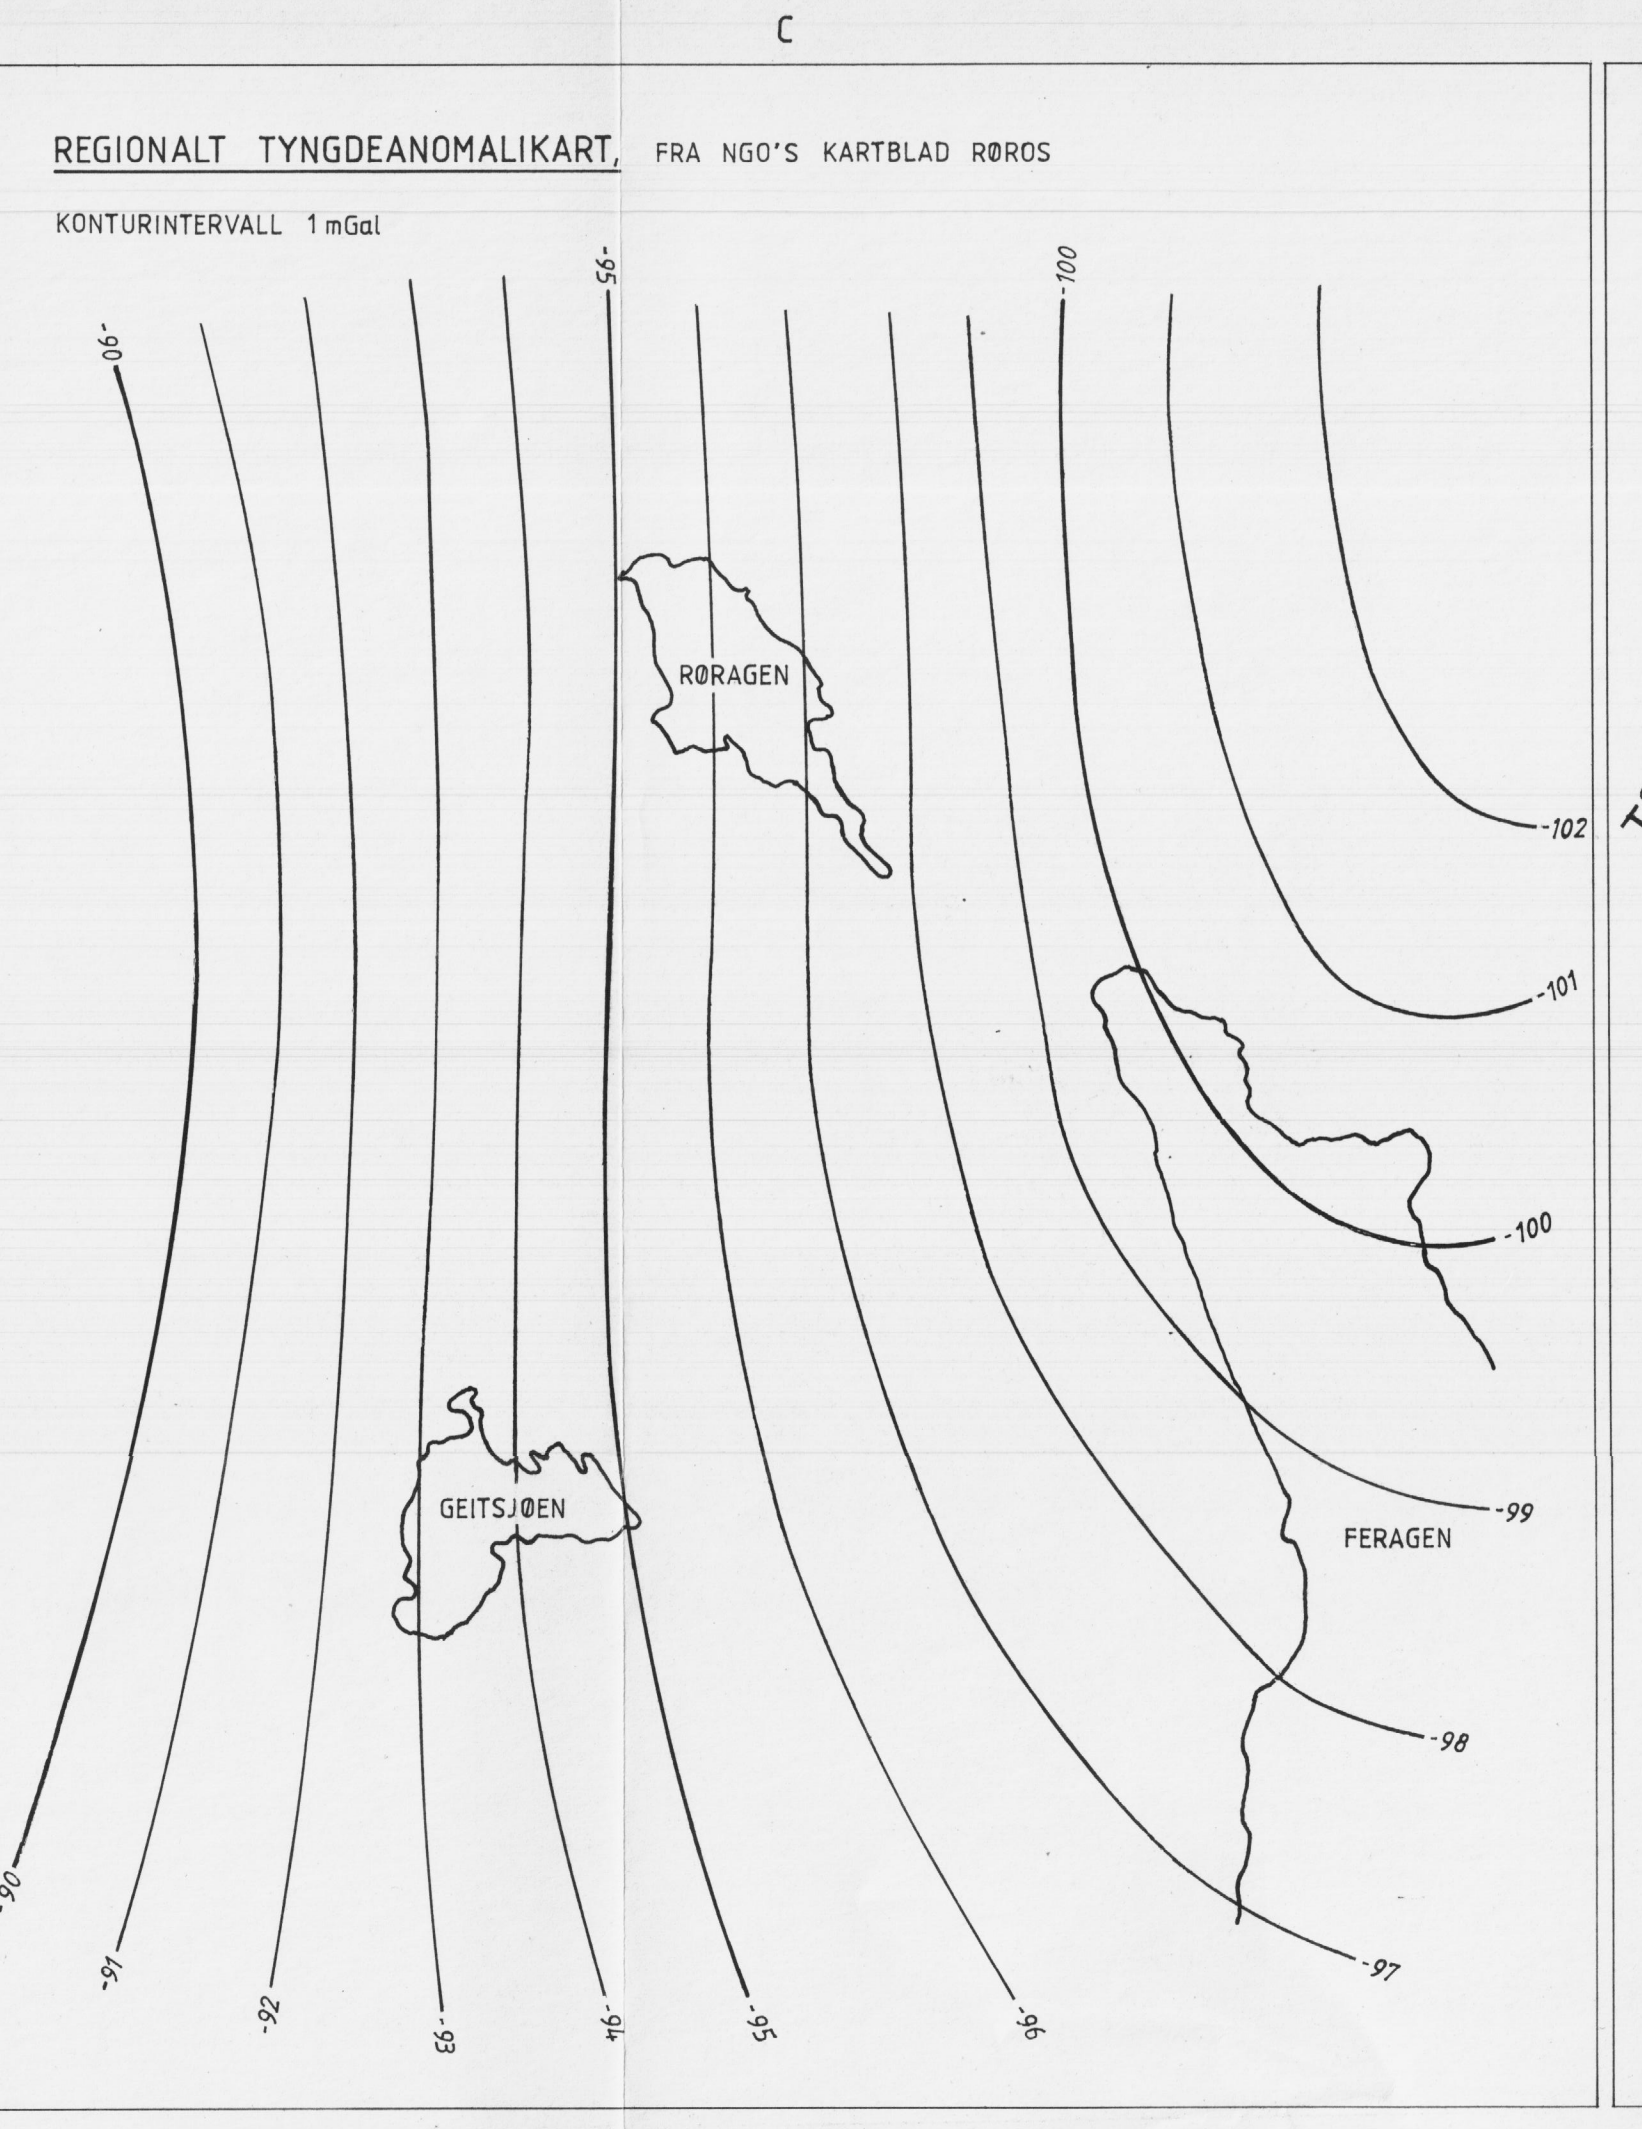 C
REGIONALT TYNGDEANOMALIKART, FRA NGO'S KARTBLAD RØROS
KONTURINTERVALL 1 mGal
-90
-95
-100
RØRAGEN
-102
-101
-100
GEITSJØEN
-99
FERAGEN
-98
-90
-91
-92
-93
-94
-95
-96
-97